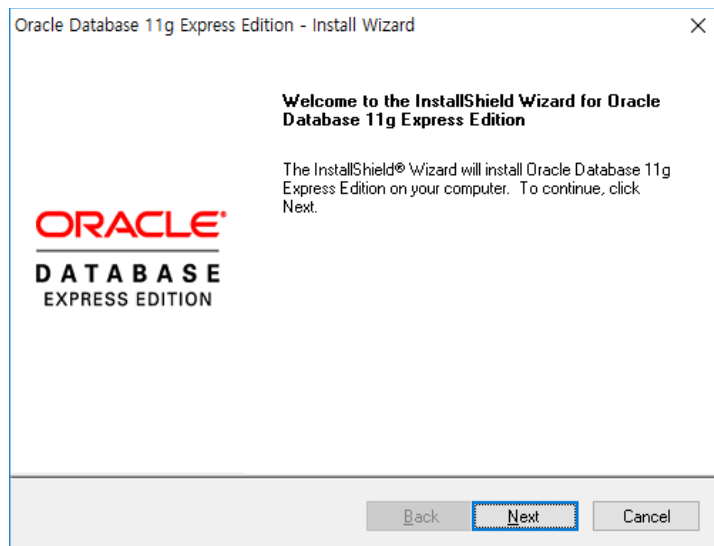 Oracle Database 11g Express Edition - Install Wizard
Welcome to the InstallShield Wizard for Oracle
Database 11g Express Edition
The InstallShield® Wizard will install Oracle Database 11g
Express Edition on your computer.  To continue, click
Next.
ORACLE®
DATABASE
EXPRESS EDITION
Back
Next
Cancel